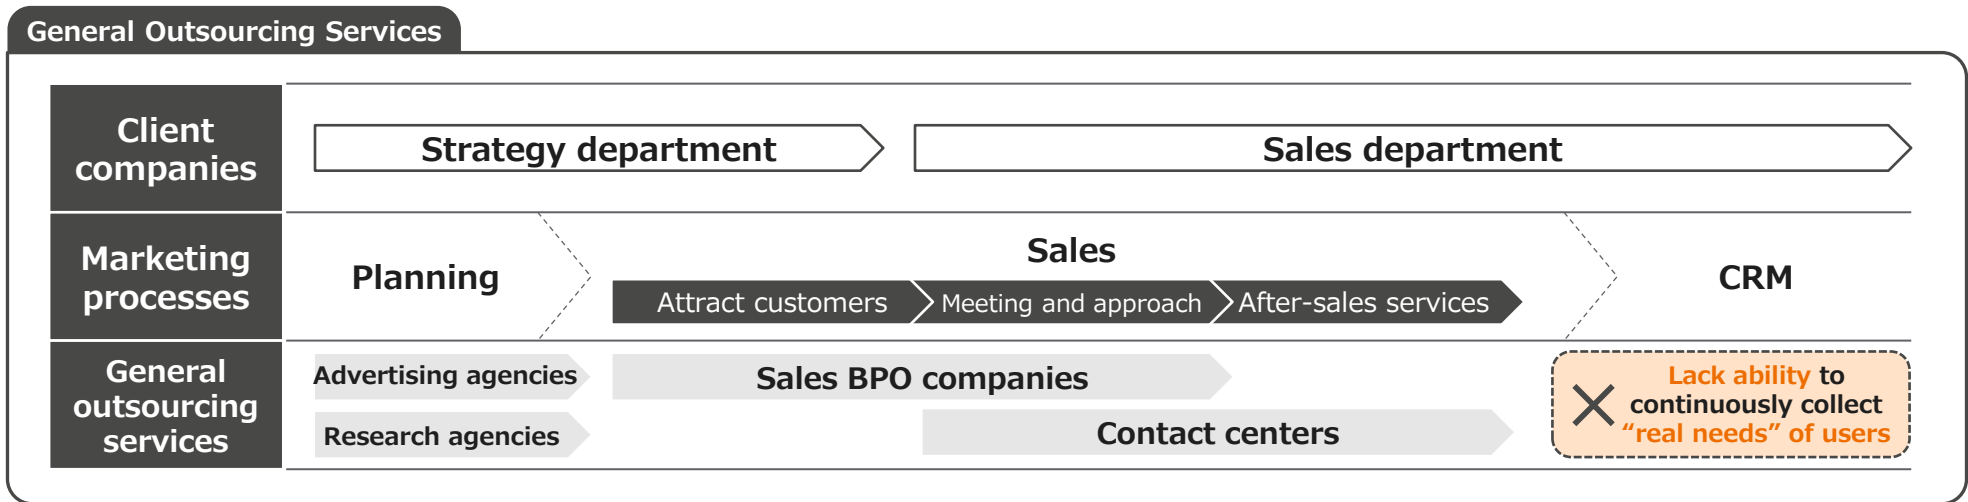 General Outsourcing Services
Client
companies
Strategy department
Sales department
Marketing
processes
Planning
Sales
Attract customers
Meeting and approach
After-sales services
CRM
General
outsourcing
services
Advertising agencies
Research agencies
Sales BPO companies
Contact centers
Lack ability to
continuously collect
“real needs” of users